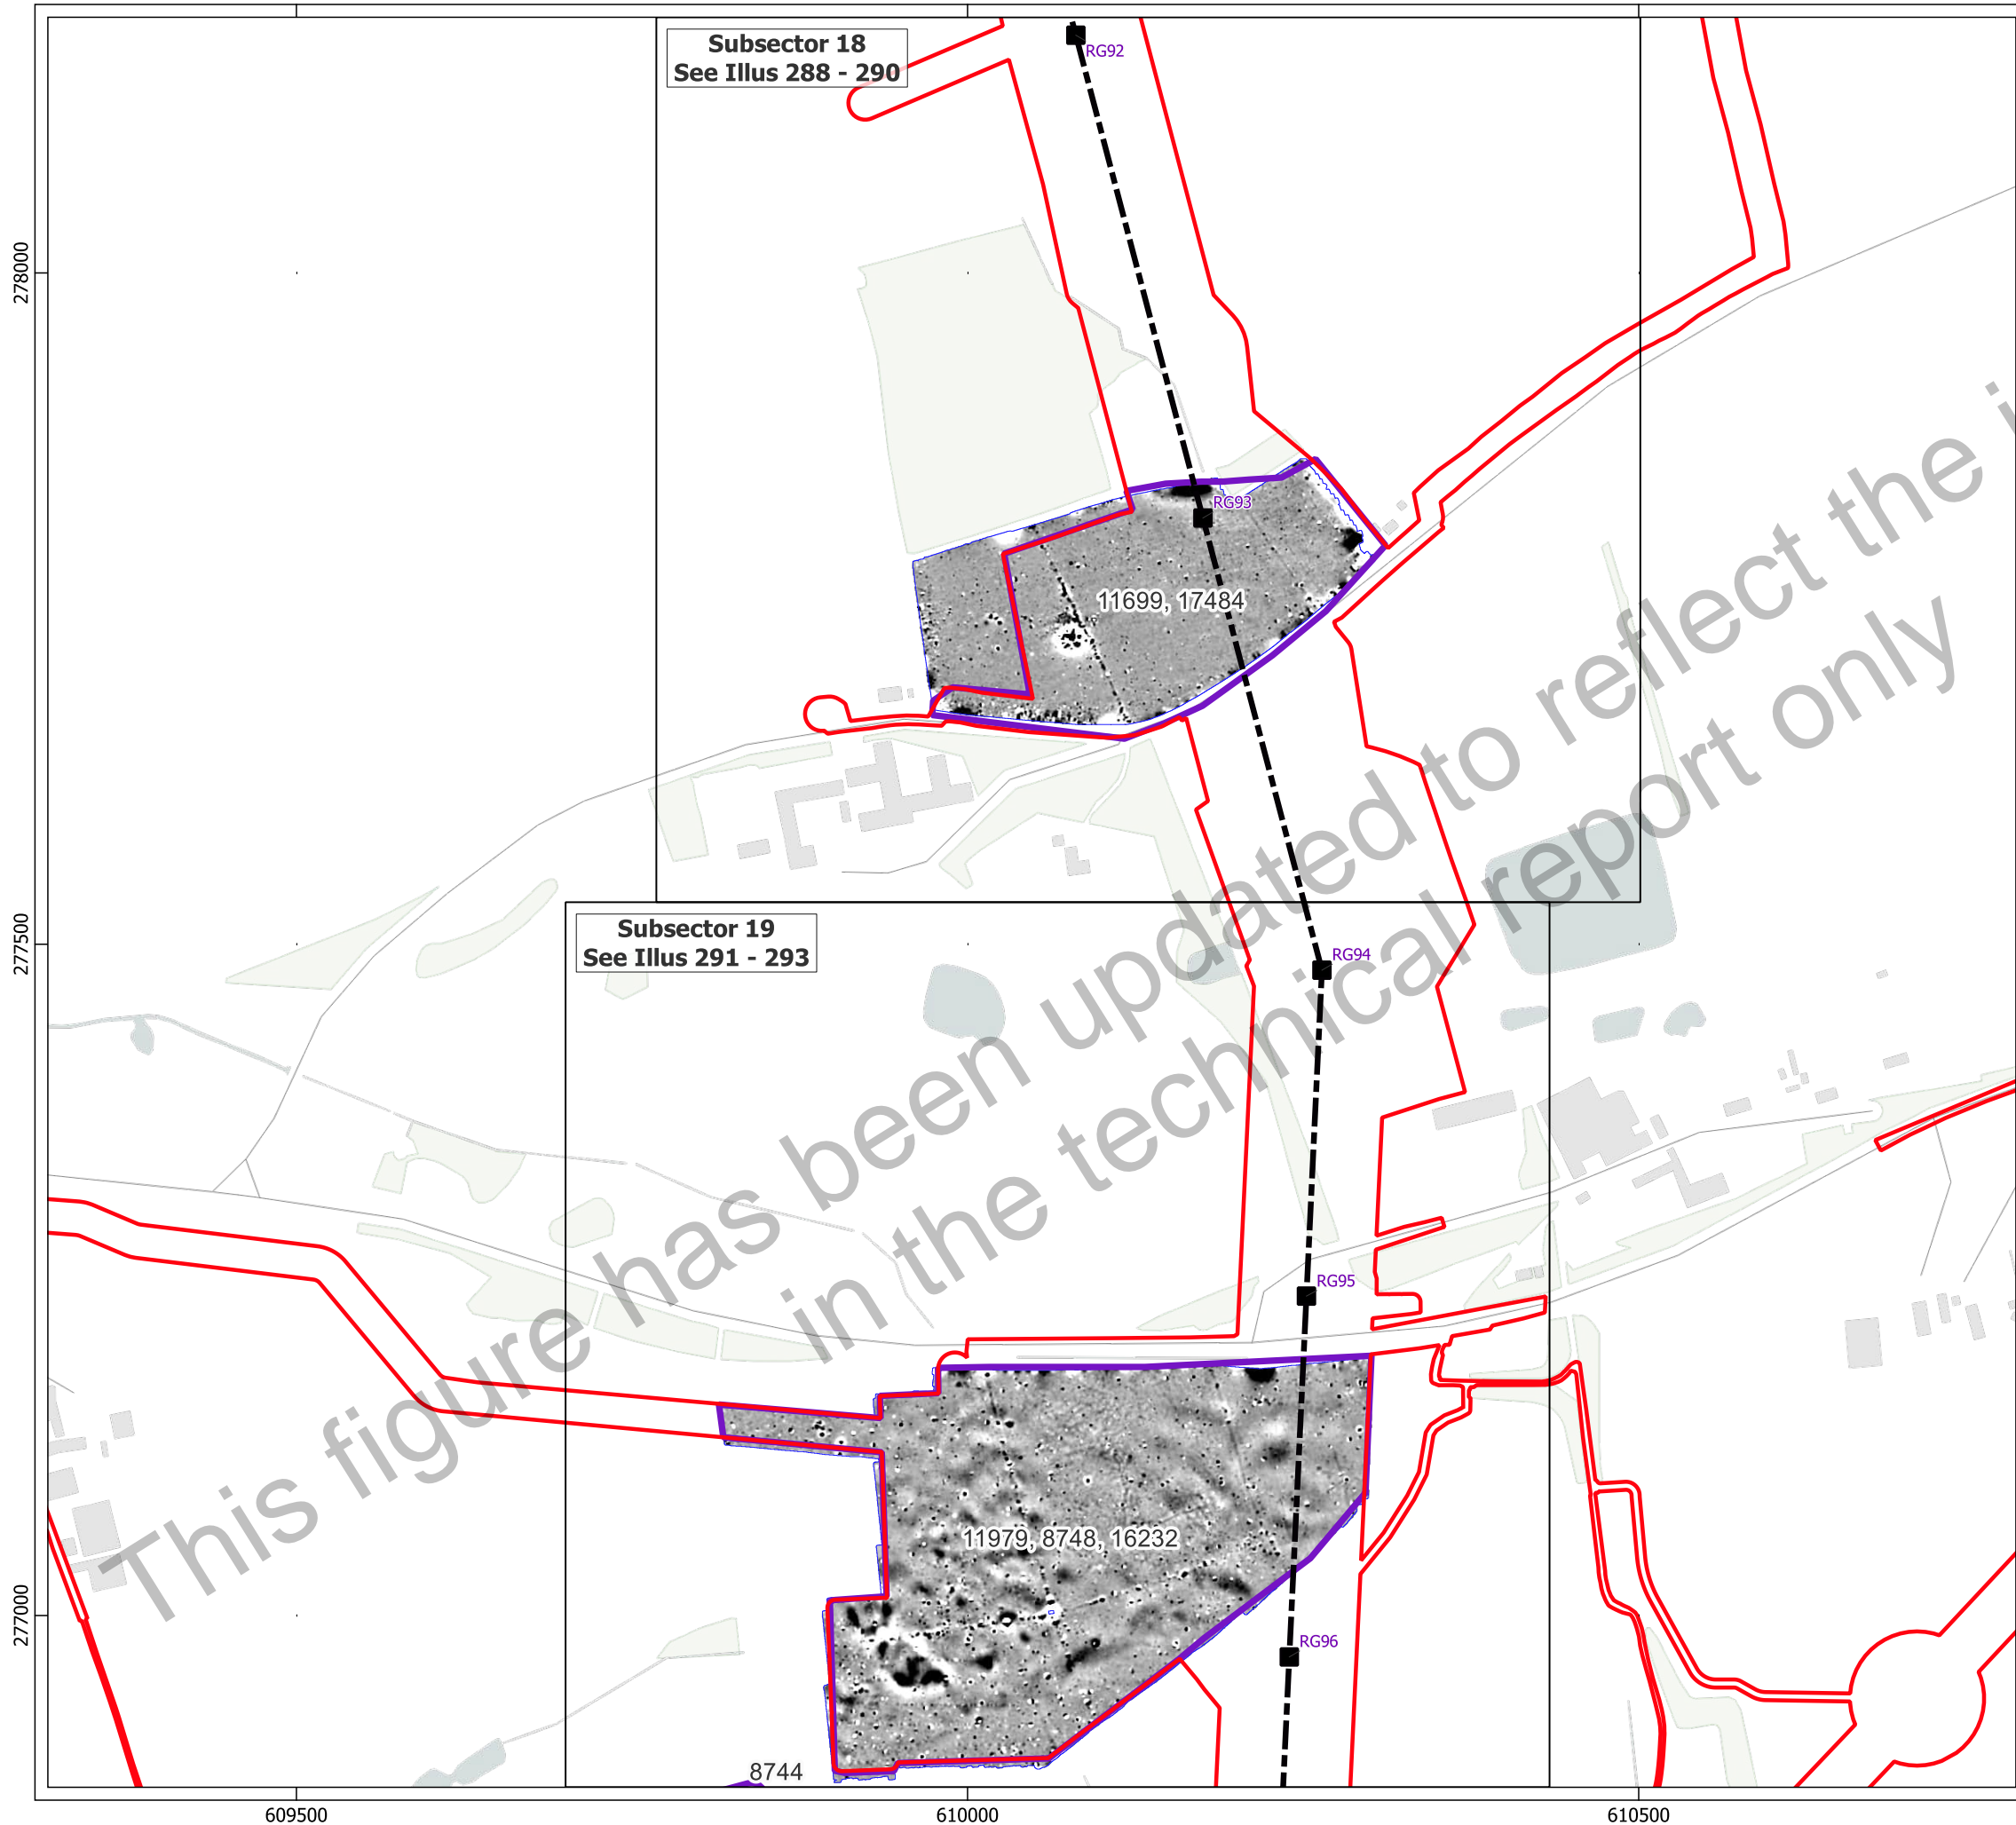 Subsector 18
See Illus 288 - 290
RG92
278000
RG93
11699, 17484
277500
Subsector 19
See Illus 291 - 293
RG94
RG95
11979, 8748, 16232
277000
RG96
8744
609500
610000
610500
This figure has been updated to reflect the
in the technical report only